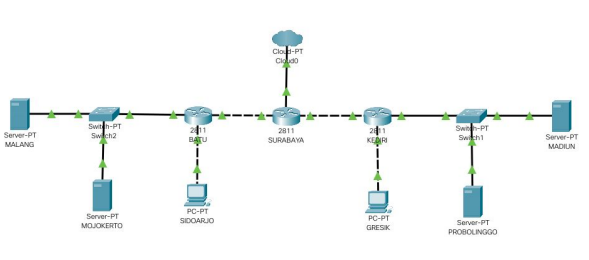 Cloud-PT
Cloud0
Server-PT
MALANG
Switch-PT
Switch2
2811
BATU
2811
SURABAYA
2811
KEDIRI
Switch-PT
Switch1
Server-PT
MADIUN
Server-PT
MOJOKERTO
PC-PT
SIDOARJO
PC-PT
GRESIK
Server-PT
PROBOLINGGO